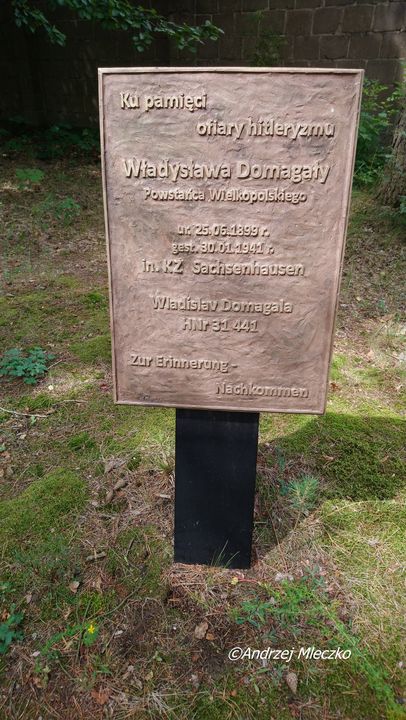 Ku pamięci
ofiary hitleryzmu
Władysława Domagały
Powstańca Wielkopolskiego
ur. 25.06.1899 r.
gest. 30.01.1941 r.
in. KZ Sachsenhausen
Wladislav Domagala
HNr 31 441
Zur Erinnerung -
Nachkommen
©Andrzej Mleczko